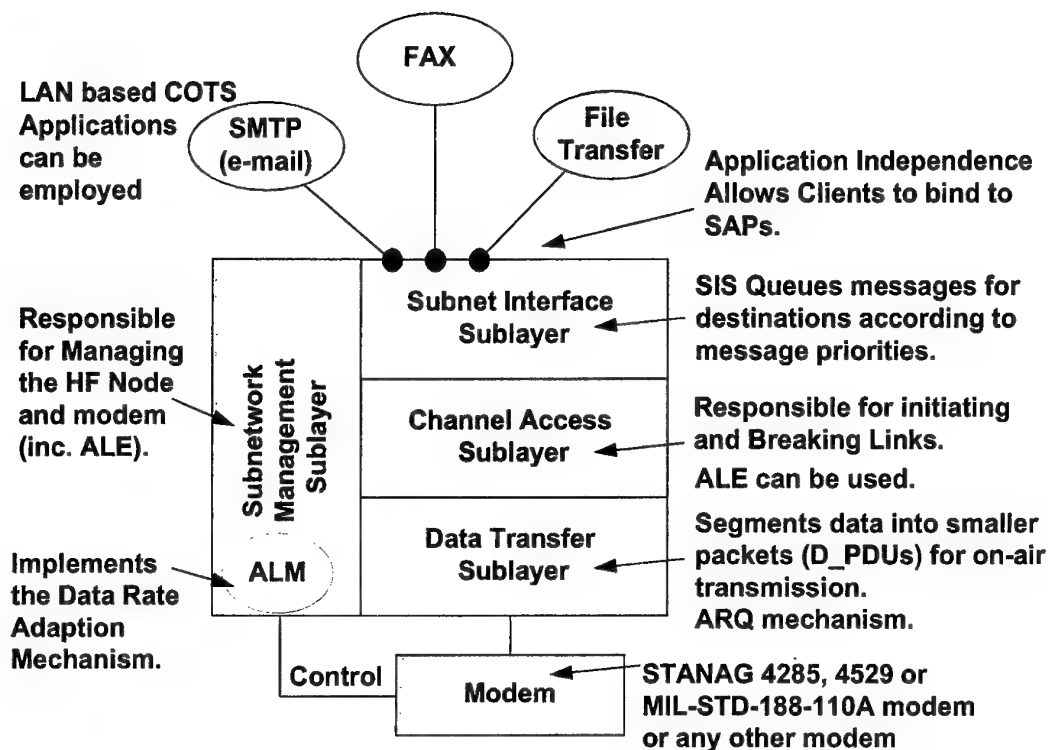 FAX
LAN based COTS
Applications
can be
employed
SMTP
(e-mail)
File
Transfer
Application Independence
Allows Clients to bind to
SAPs.
Subnet Interface
Sublayer
SIS Queues messages for
destinations according to
message priorities.
Responsible
for Managing
the HF Node
and modem
(inc. ALE).
Subnetwork
Management
Sublayer
Channel Access
Sublayer
Responsible for initiating
and Breaking Links.
ALE can be used.
Data Transfer
Sublayer
Segments data into smaller
packets (D_PDUs) for on-air
transmission.
ARQ mechanism.
Implements
the Data Rate
Adaption
Mechanism.
ALM
Control
Modem
STANAG 4285, 4529 or
MIL-STD-188-110A modem
or any other modem